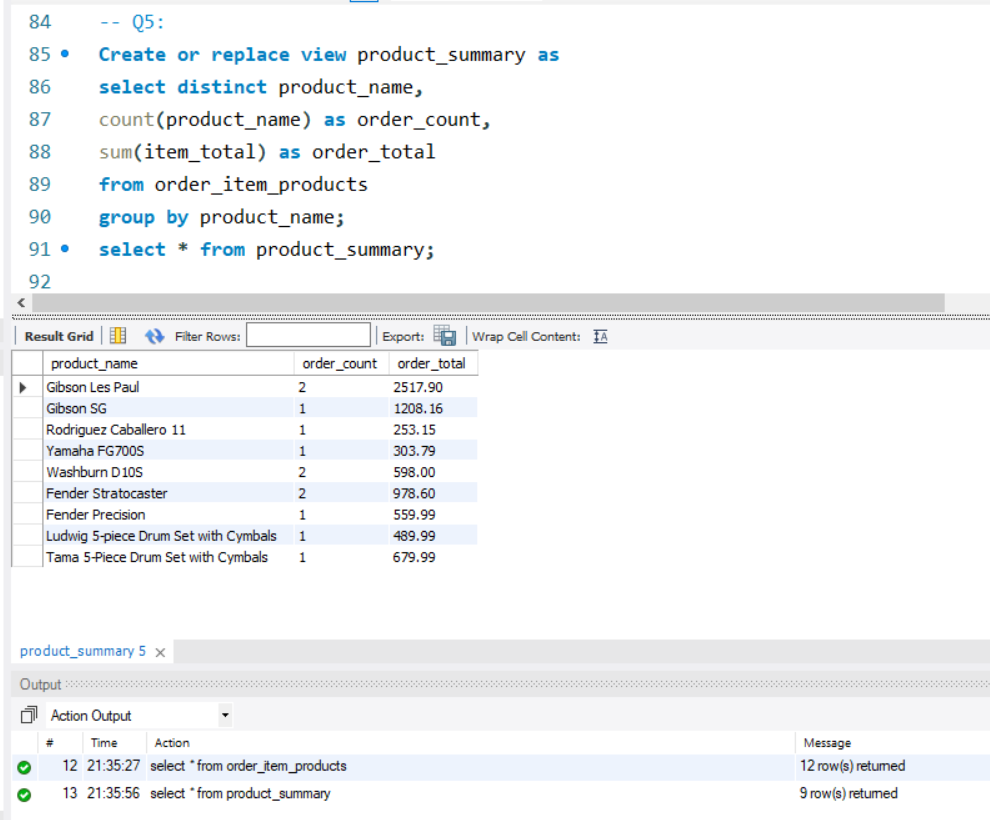 84 -- Q5:
85 Create or replace view product_summary as
86 select distinct product_name,
87 count(product_name) as order_count,
88 sum(item_total) as order_total
89 from order_item_products
90 group by product_name;
91 select * from product_summary;
92
Result Grid Filter Rows: Export: Wrap Cell Content: IA
product_name order_count order_total
Gibson Les Paul 2 2517.90
Gibson SG 1 1208.16
Rodriguez Caballero 11 1 253.15
Yamaha FG700S 1 303.79
Washburn D10S 2 598.00
Fender Stratocaster 2 978.60
Fender Precision 1 559.99
Ludwig 5-piece Drum Set with Cymbals 1 489.99
Tama 5-Piece Drum Set with Cymbals 1 679.99
product_summary 5
Output
Action Output
# Time Action Message
12 21:35:27 select * from order_item_products 12 row(s) returned
13 21:35:56 select * from product_summary 9 row(s) returned